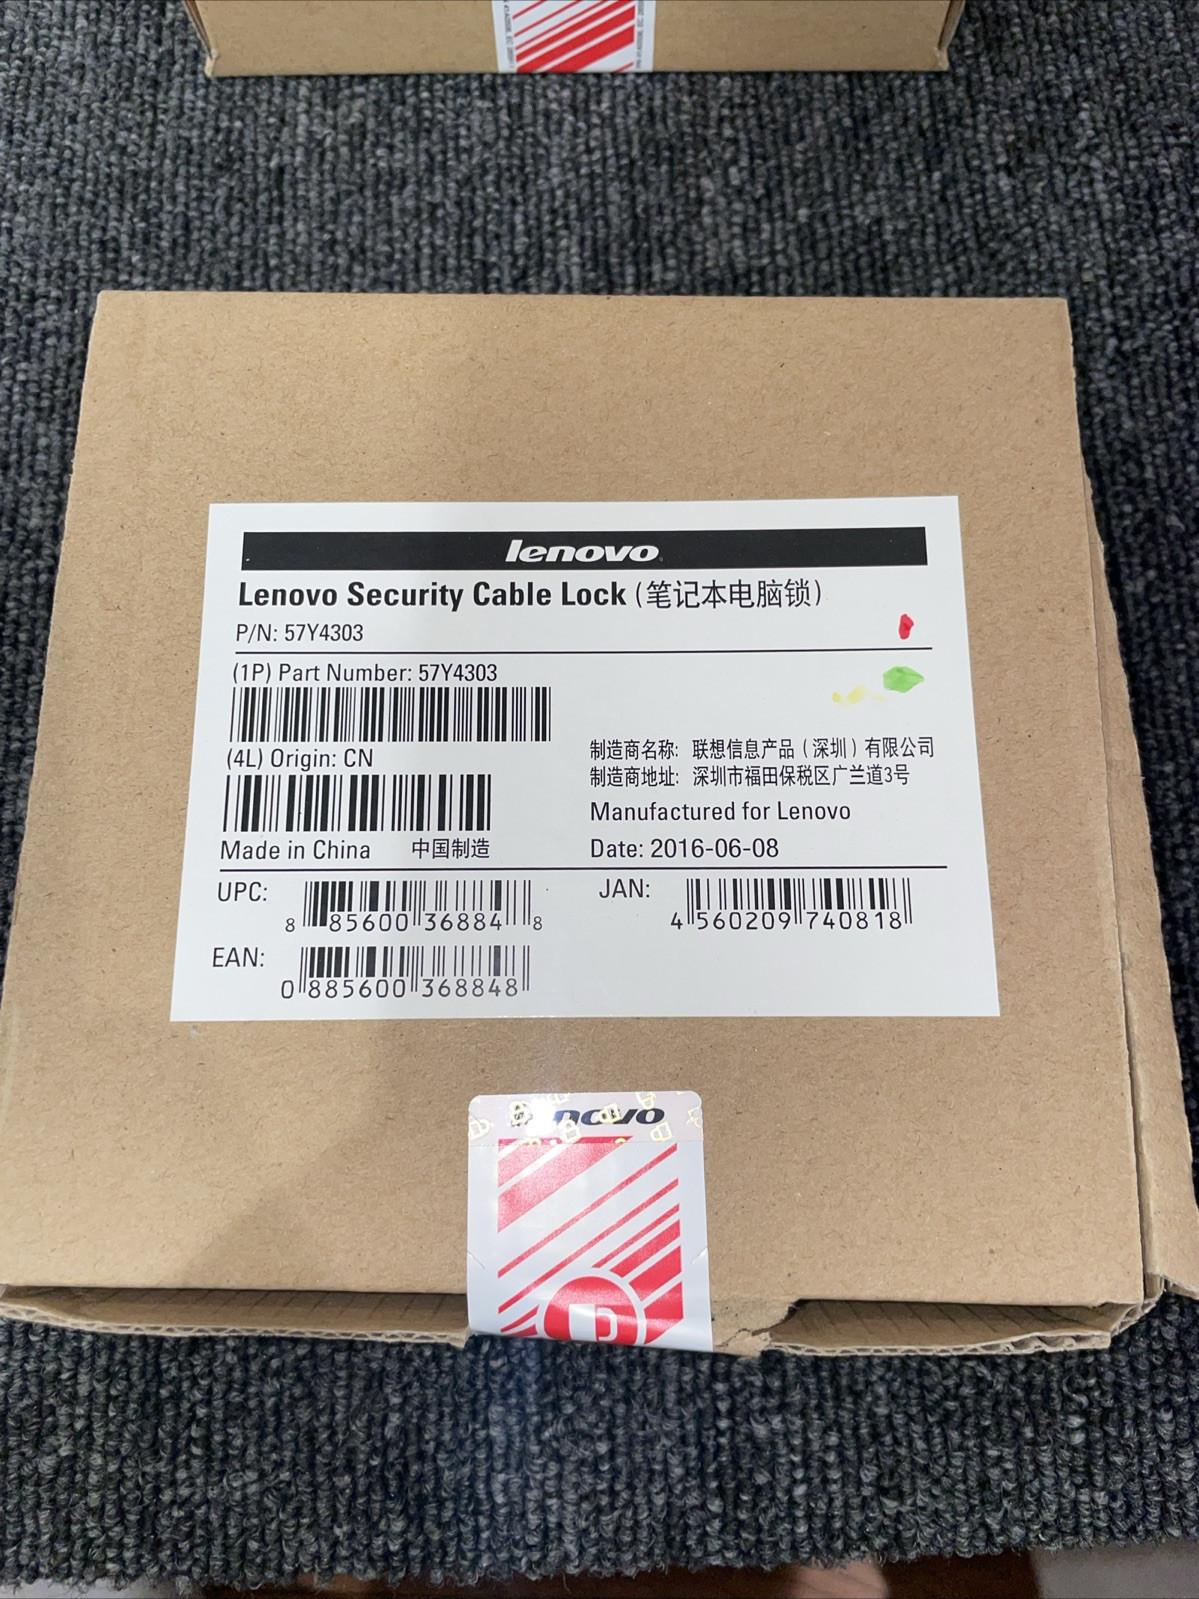 lenovo
Lenovo Security Cable Lock (笔记本电脑锁)
P/N: 57Y4303
(1P) Part Number: 57Y4303
(4L) Origin: CN
制造商名称: 联想信息产品（深圳）有限公司
制造商地址: 深圳市福田保税区广兰道3号
Manufactured for Lenovo
Made in China 中国制造
Date: 2016-06-08
UPC: 8 85600 36884 8
JAN: 4 560209 740818
EAN: 0 885600 368848